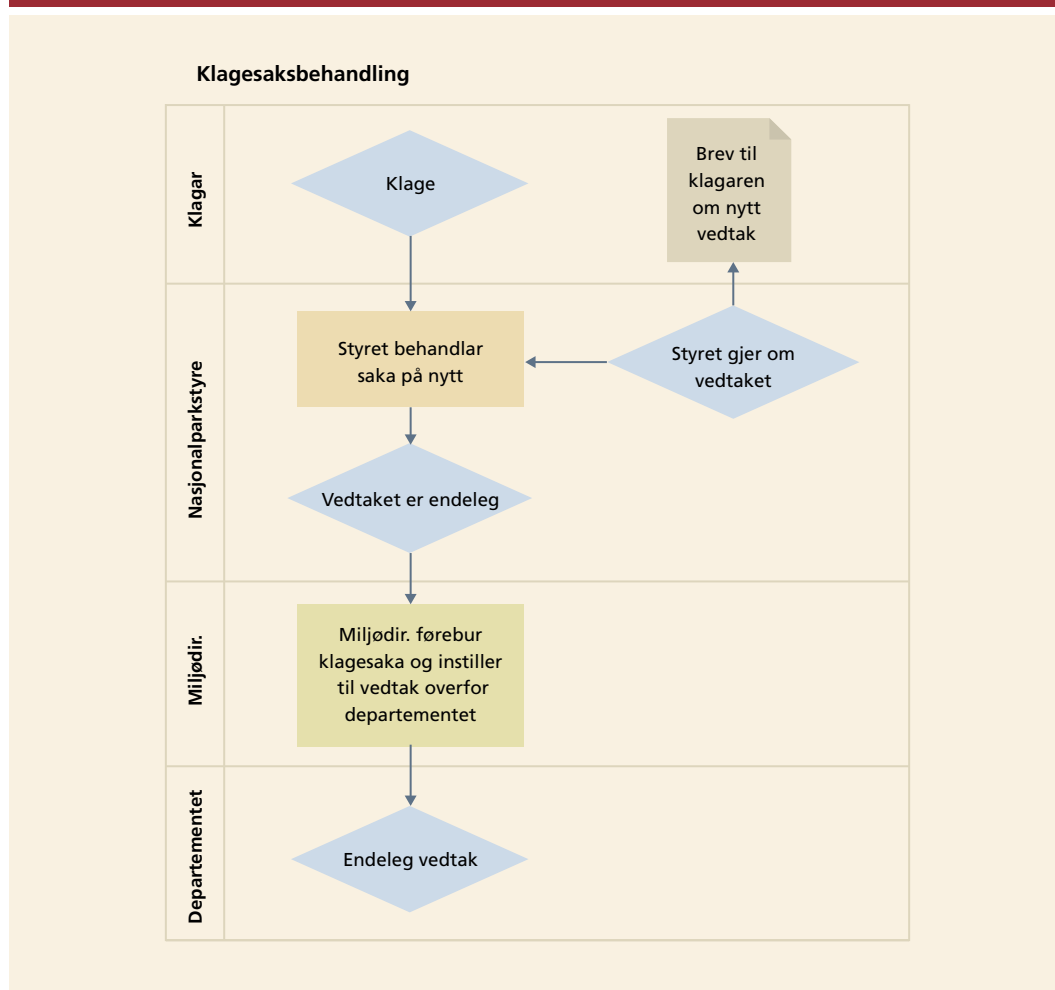 Klagesaksbehandling
Klagar
Klage
Brev til
klagaren
om nytt
vedtak
Nasjonalparkstyre
Styret behandlar
saka på nytt
Styret gjer om
vedtaket
Vedtaket er endeleg
Miljødir.
Miljødir. førebur
klagesaka og instiller
til vedtak overfor
departementet
Departementet
Endeleg vedtak